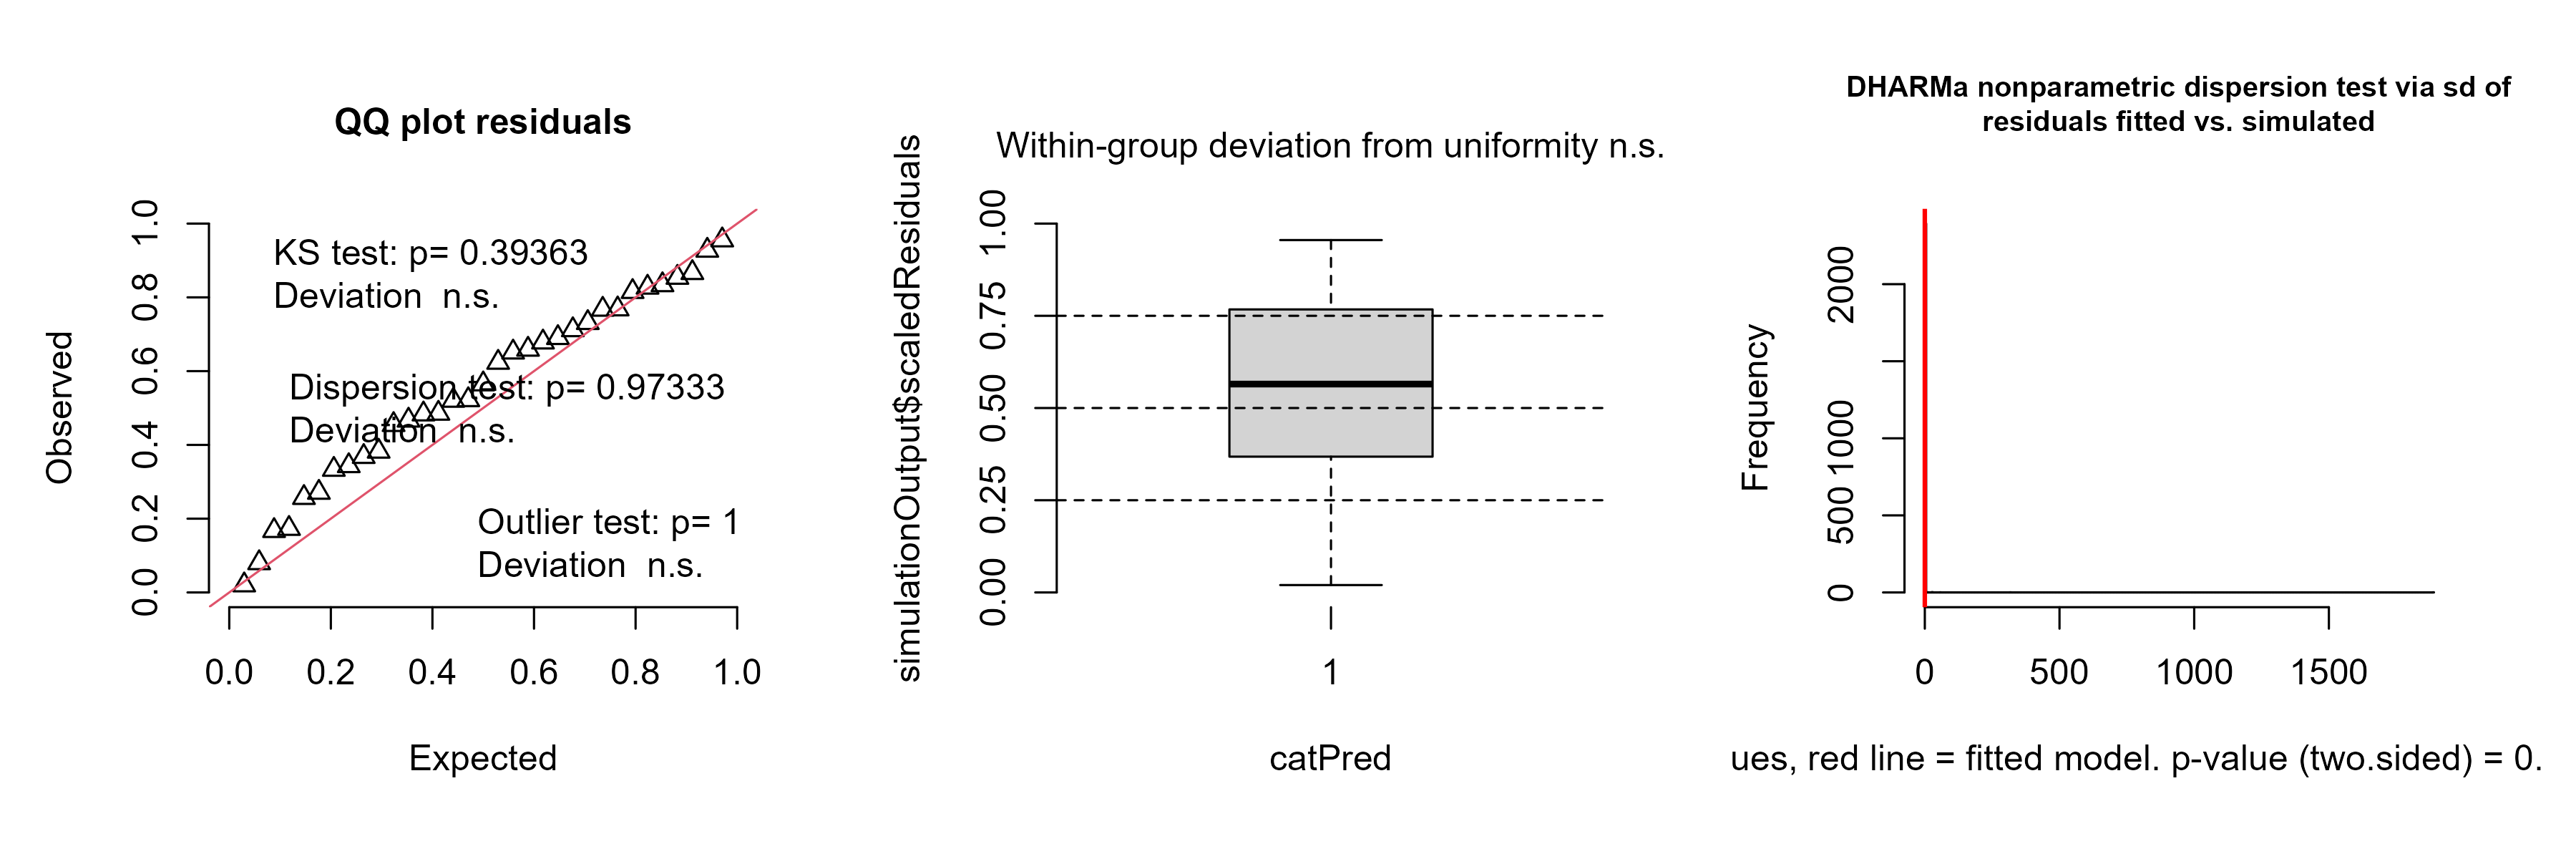 QQ plot residuals
KS test: p= 0.39363
Deviation  n.s.
Dispersion test: p= 0.97333
Deviation  n.s.
Outlier test: p= 1
Deviation  n.s.
Observed
0.0 0.2 0.4 0.6 0.8 1.0
0.0 0.2 0.4 0.6 0.8 1.0
Expected
Within-group deviation from uniformity n.s.
simulationOutput$scaledResiduals
0.00 0.25 0.50 0.75 1.00
1
catPred
DHARMa nonparametric dispersion test via sd of
residuals fitted vs. simulated
Frequency
0 500 1000 2000
0 500 1000 1500
ues, red line = fitted model. p-value (two.sided) = 0.